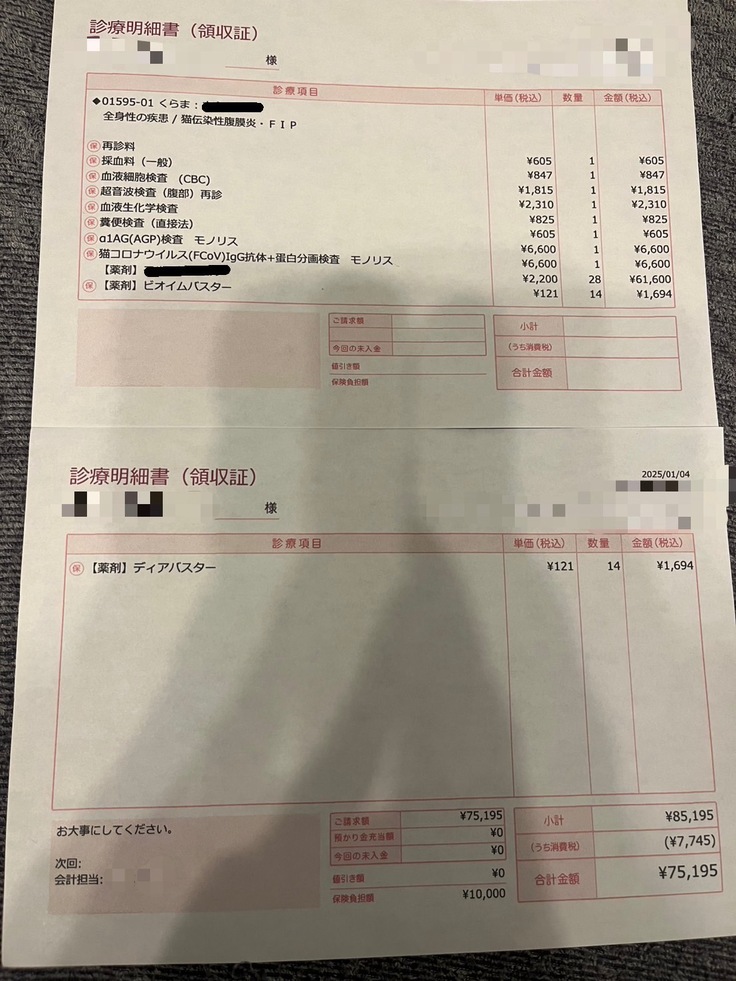 診療明細書（領収証）
様
診療項目 単価(税込) 数量 金額(税込)
◆01595-01 くらま：
全身性の疾患 / 猫伝染性腹膜炎・ＦＩＰ
保 再診料 ¥605 1 ¥605
保 採血料（一般） ¥847 1 ¥847
保 血液細胞検査 (CBC) ¥1,815 1 ¥1,815
保 超音波検査（腹部）再診 ¥2,310 1 ¥2,310
保 血液生化学検査 ¥825 1 ¥825
保 糞便検査（直接法） ¥605 1 ¥605
保 α1AG(AGP)検査 モノリス ¥6,600 1 ¥6,600
保 猫コロナウイルス(FCoV)IgG抗体+蛋白分画検査 モノリス ¥6,600 1 ¥6,600
【薬剤】 ¥2,200 28 ¥61,600
保 【薬剤】ビオイムバスター ¥121 14 ¥1,694
ご請求額
今回の未入金
値引き額
保険負担額
小計
(うち消費税)
合計金額
診療明細書（領収証）
2025/01/04
様
診療項目 単価(税込) 数量 金額(税込)
保 【薬剤】ディアバスター ¥121 14 ¥1,694
お大事にしてください。
次回:
会計担当:
ご請求額 ¥75,195
預かり金充当額 ¥0
今回の未入金 ¥0
値引き額 ¥0
保険負担額 ¥10,000
小計 ¥85,195
(うち消費税) (¥7,745)
合計金額 ¥75,195